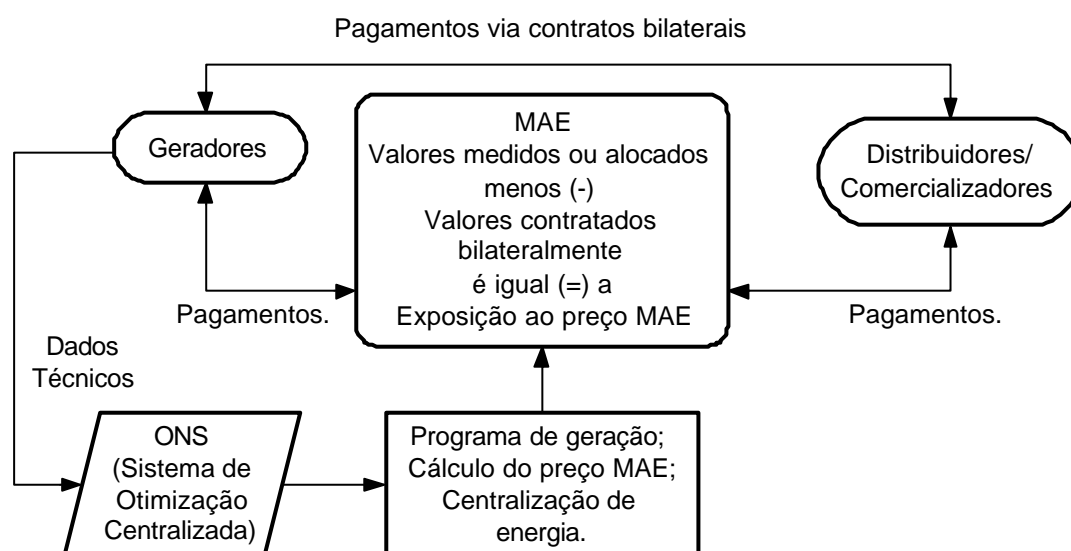 Pagamentos via contratos bilaterais
Geradores
MAE
Valores medidos ou alocados
menos (-)
Valores contratados
bilateralmente
é igual (=) a
Exposição ao preço MAE
Distribuidores/
Comercializadores
Pagamentos.
Pagamentos.
Dados
Técnicos
ONS
(Sistema de
Otimização
Centralizada)
Programa de geração;
Cálculo do preço MAE;
Centralização de
energia.